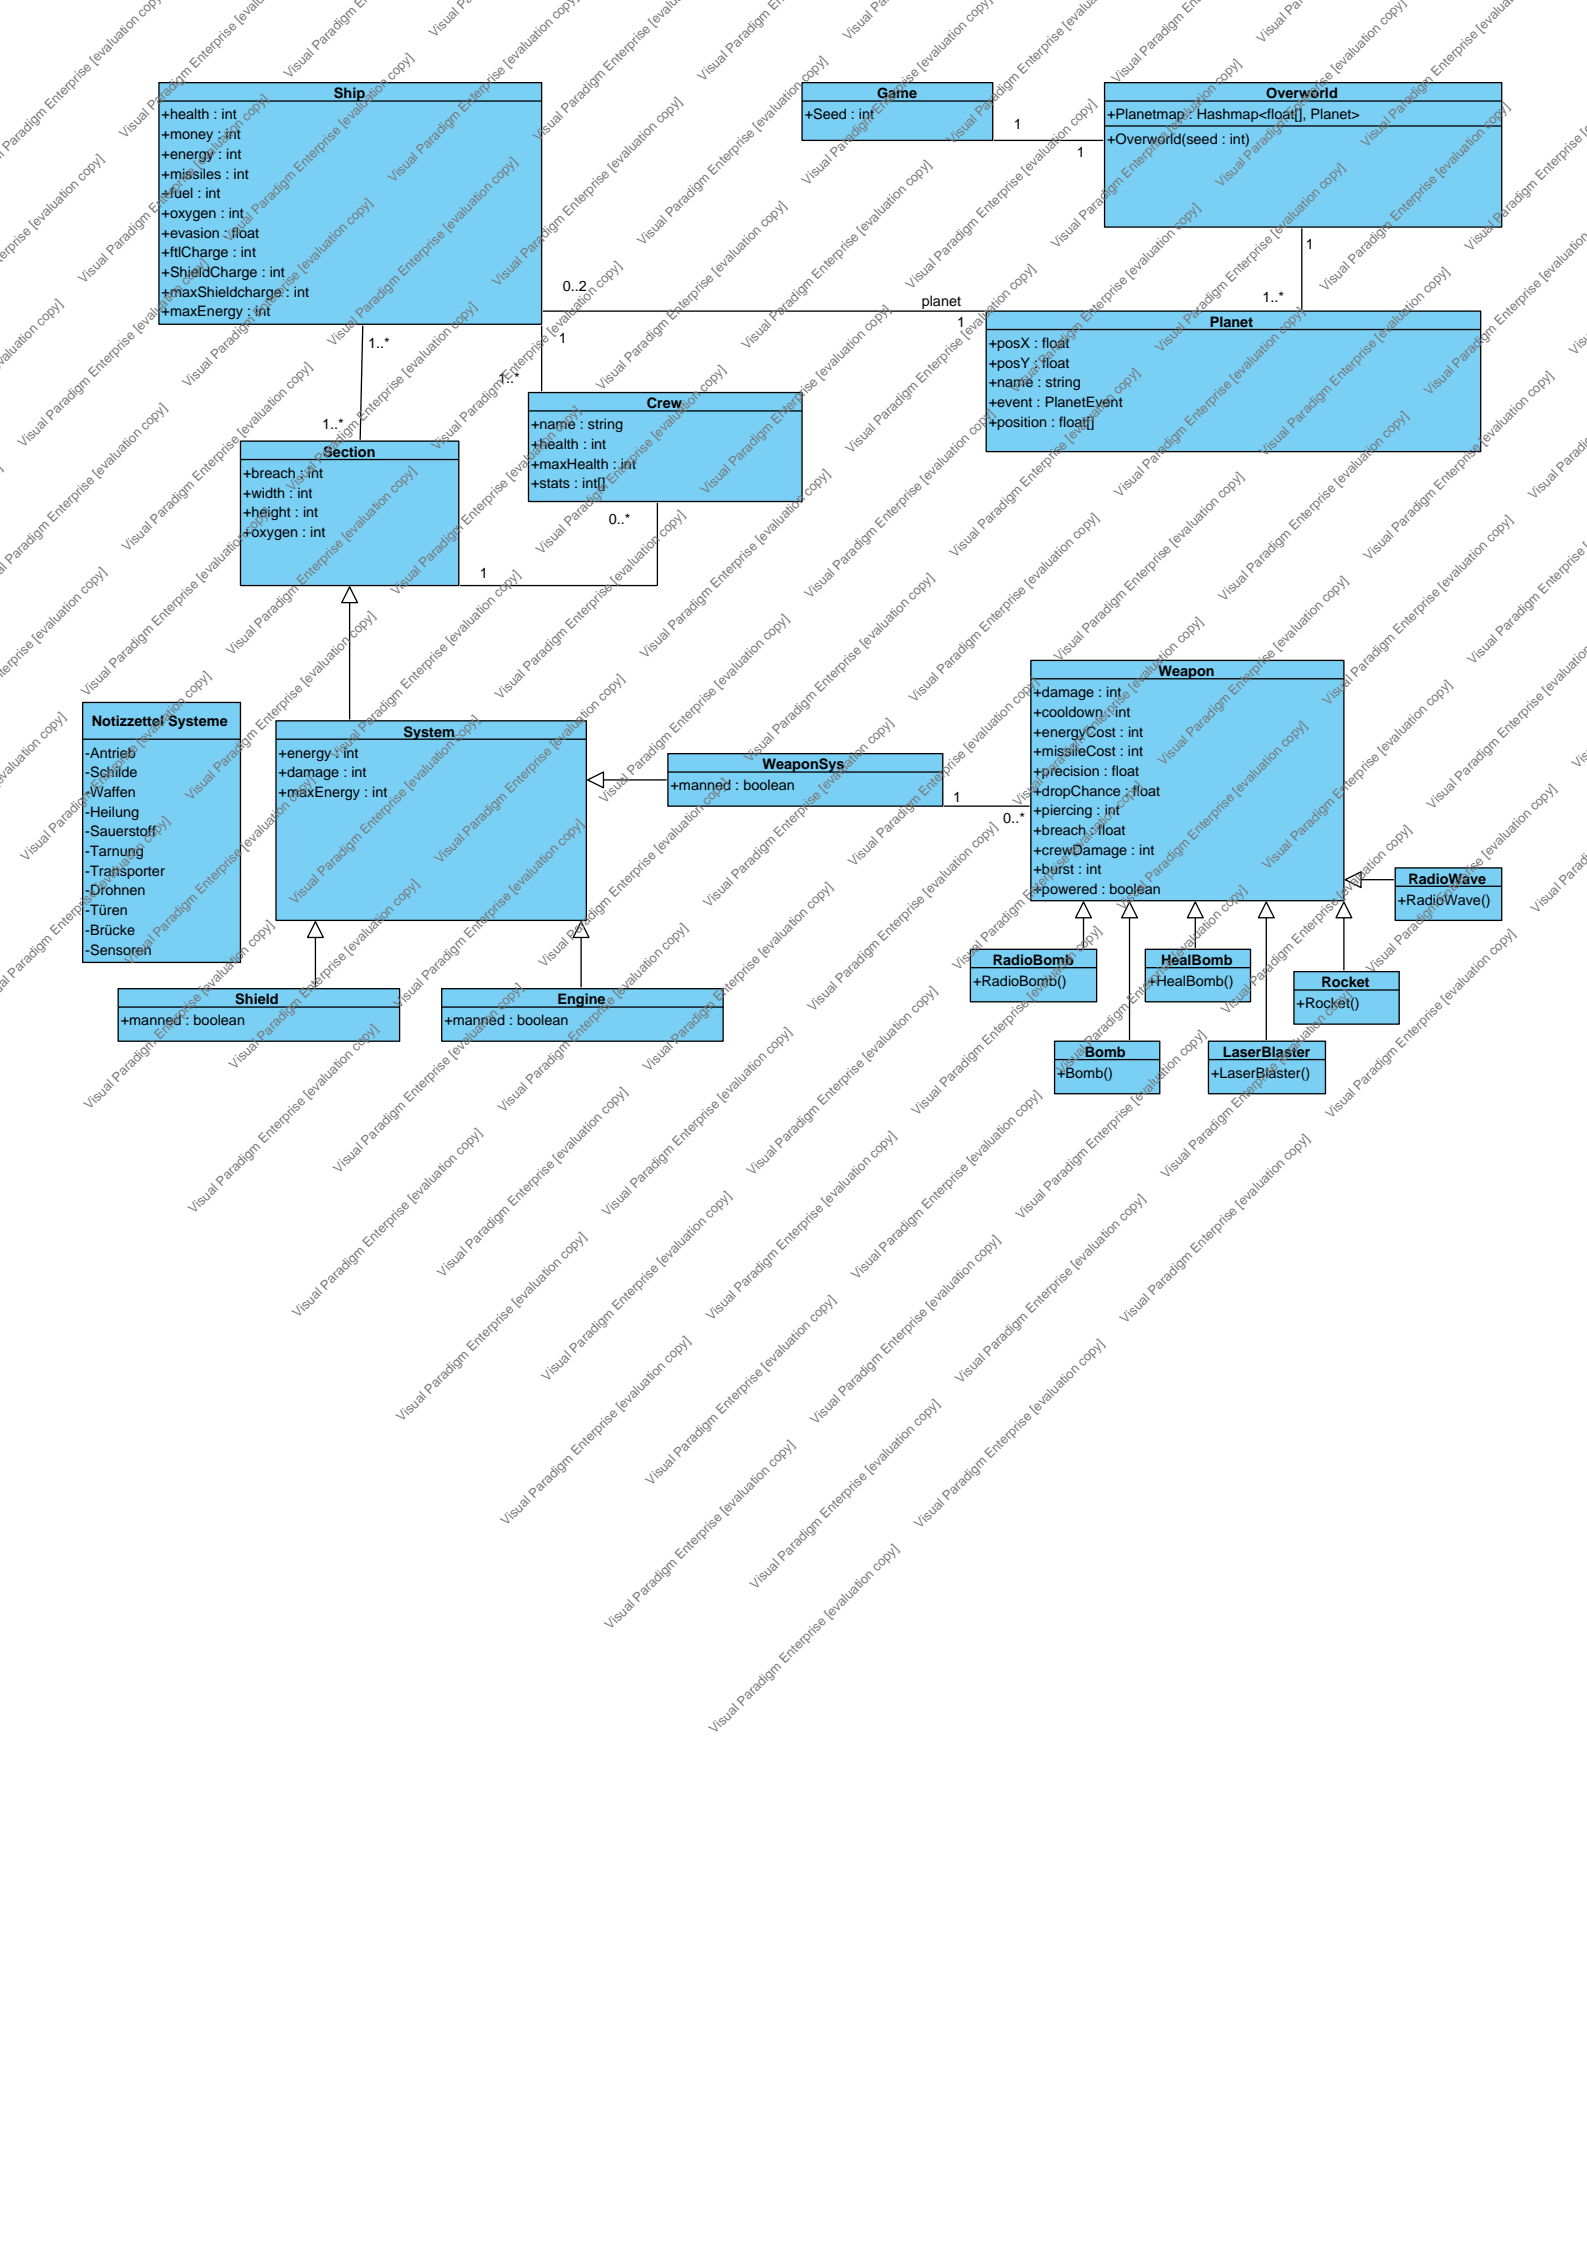 Ship
+health : int
+money : int
+energy : int
+missiles : int
+fuel : int
+oxygen : int
+evasion : float
+ftlCharge : int
+ShieldCharge : int
+maxShieldcharge : int
+maxEnergy : int
Game
+Seed : int
1
1
Overworld
+Planetmap : Hashmap<float[], Planet>
+Overworld(seed : int)
1
1..*
0..2
planet
1
Planet
+posX : float
+posY : float
+name : string
+event : PlanetEvent
+position : float[]
1..*
1..*
1
1..*
Crew
+name : string
+health : int
+maxHealth : int
+stats : int[]
0..*
1
Section
+breach : int
+width : int
+height : int
+oxygen : int
Notizzettel Systeme
-Antrieb
-Schilde
-Waffen
-Heilung
-Sauerstoff
-Tarnung
-Transporter
-Drohnen
-Türen
-Brücke
-Sensoren
System
+energy : int
+damage : int
+maxEnergy : int
WeaponSys
+manned : boolean
1
0..*
Weapon
+damage : int
+cooldown : int
+energyCost : int
+missileCost : int
+precision : float
+dropChance : float
+piercing : int
+breach : float
+crewDamage : int
+burst : int
+powered : boolean
RadioWave
+RadioWave()
RadioBomb
+RadioBomb()
HealBomb
+HealBomb()
Rocket
+Rocket()
Shield
+manned : boolean
Engine
+manned : boolean
Bomb
+Bomb()
LaserBlaster
+LaserBlaster()
Visual Paradigm Enterprise [evaluation copy]